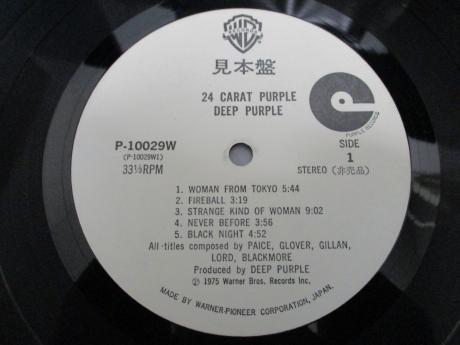 見本盤
24 CARAT PURPLE
DEEP PURPLE
PURPLE RECORDS
P-10029W
(P-10029W1)
33⅓RPM
SIDE
1
STEREO (非売品)
1. WOMAN FROM TOKYO 5:44
2. FIREBALL 3:19
3. STRANGE KIND OF WOMAN 9:02
4. NEVER BEFORE 3:56
5. BLACK NIGHT 4:52
All titles composed by PAICE, GLOVER, GILLAN,
LORD, BLACKMORE
Produced by DEEP PURPLE
Ⓟ 1975 Warner Bros. Records Inc.
MADE BY WARNER-PIONEER CORPORATION, JAPAN.